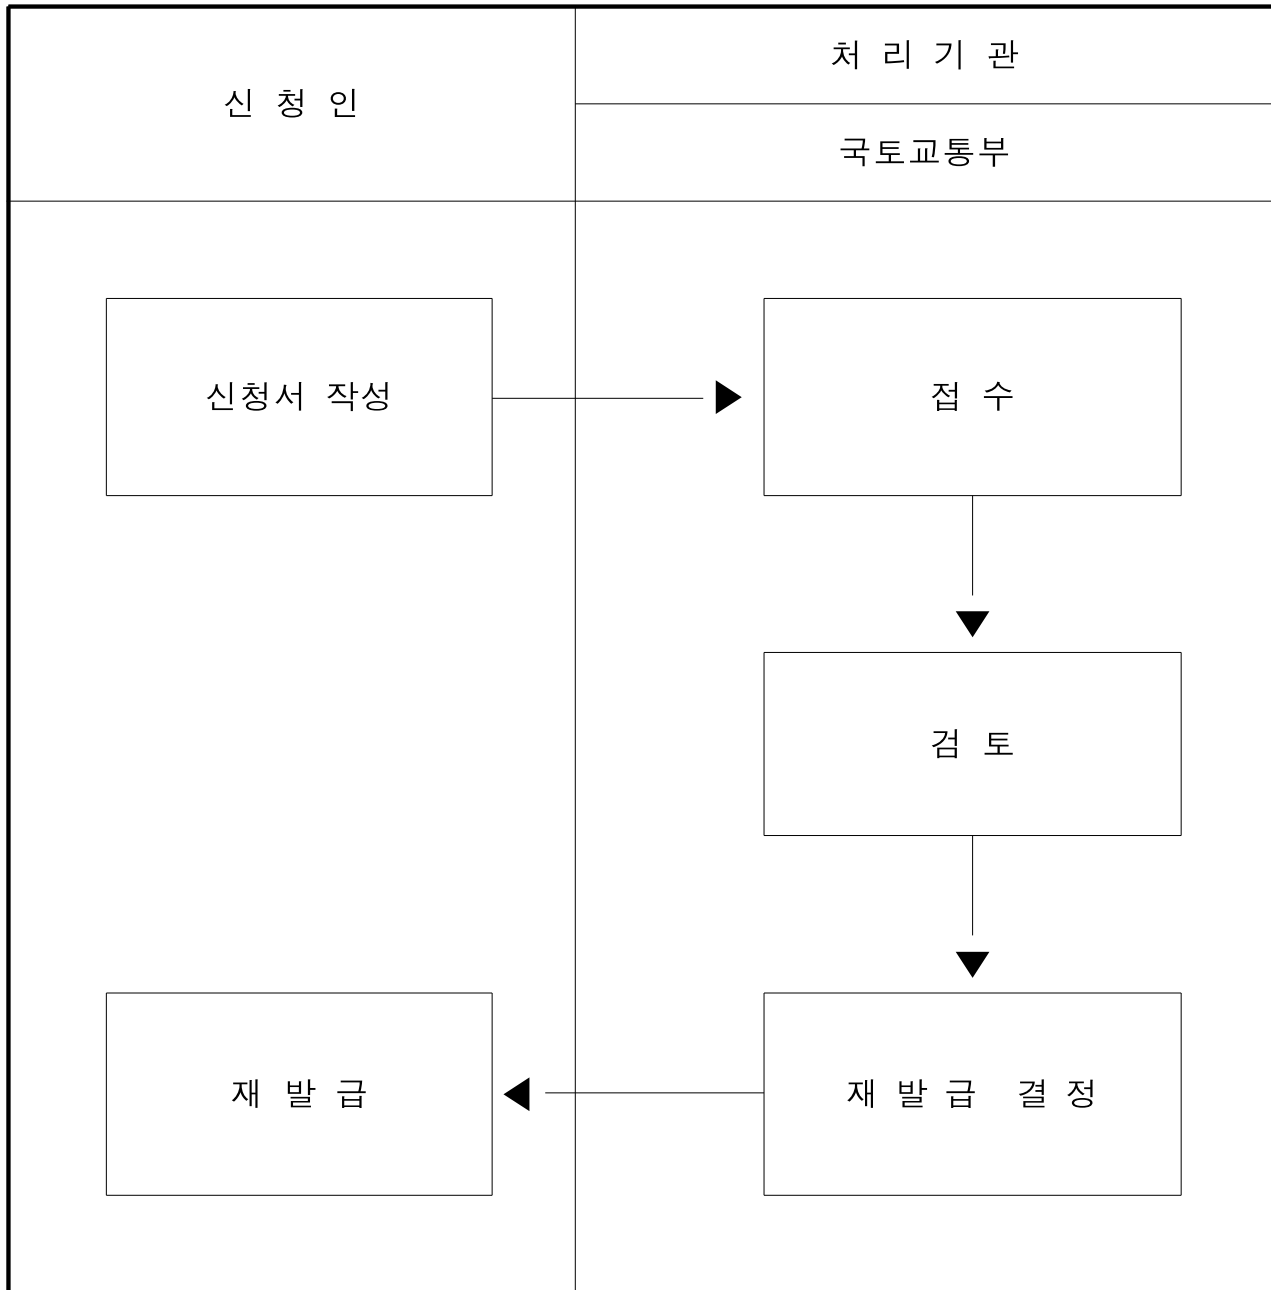 신 청 인
처 리 기 관
국토교통부
신청서 작성
접 수
검 토
재 발 급
재 발 급 결 정